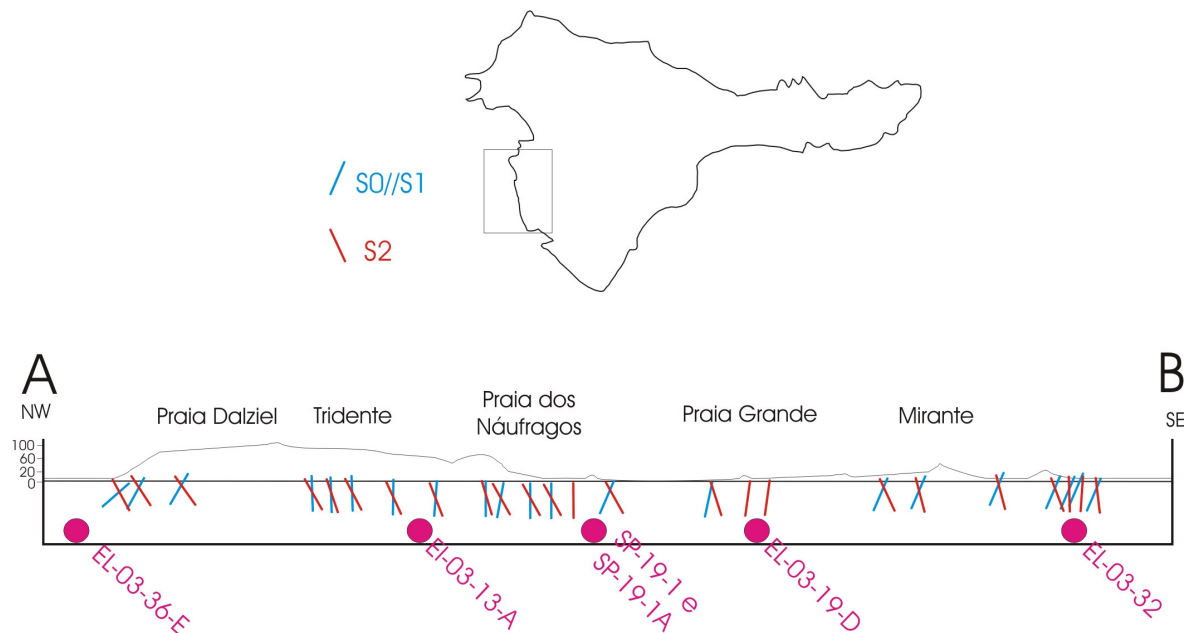 S0//S1
S2
A
B
NW
SE
Praia Dalziel
Tridente
Praia dos
Náufragos
Praia Grande
Mirante
100
60
20
0
EL-03-36-E
El-03-13-A
SP-19-1 e
SP-19-1A
EL-03-19-D
EL-03-32